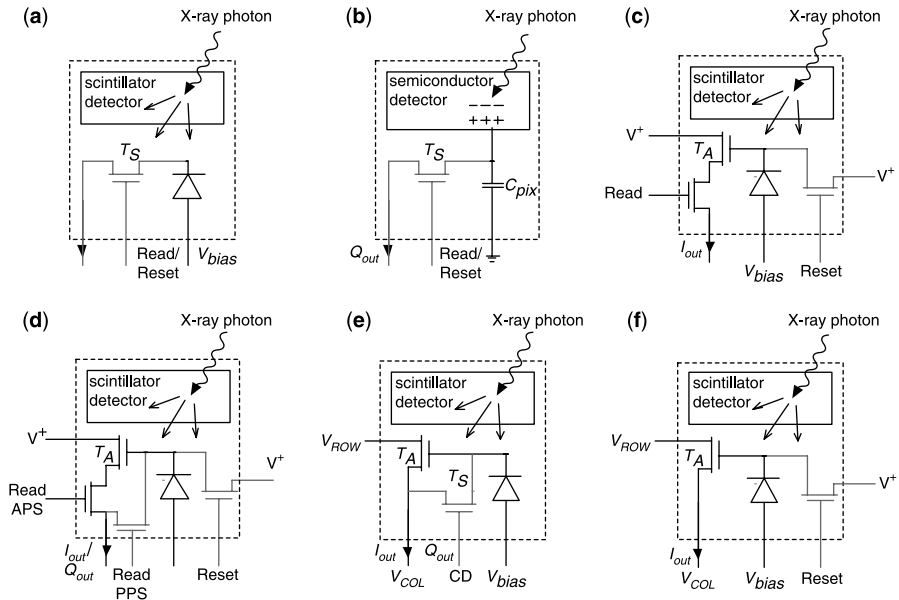 (a)
X-ray photon
scintillator
detector
T_S
Read/
Reset
V_bias
(b)
X-ray photon
semiconductor
detector
T_S
C_pix
Q_out
Read/
Reset
(c)
X-ray photon
scintillator
detector
V+
T_A
Read
V+
I_out
V_bias
Reset
(d)
X-ray photon
scintillator
detector
V+
T_A
V+
Read
APS
I_out/
Q_out
Read
PPS
Reset
(e)
X-ray photon
scintillator
detector
V_ROW
T_A
T_S
I_out
Q_out
V_COL
CD
V_bias
(f)
X-ray photon
scintillator
detector
V_ROW
T_A
V+
I_out
V_COL
V_bias
Reset